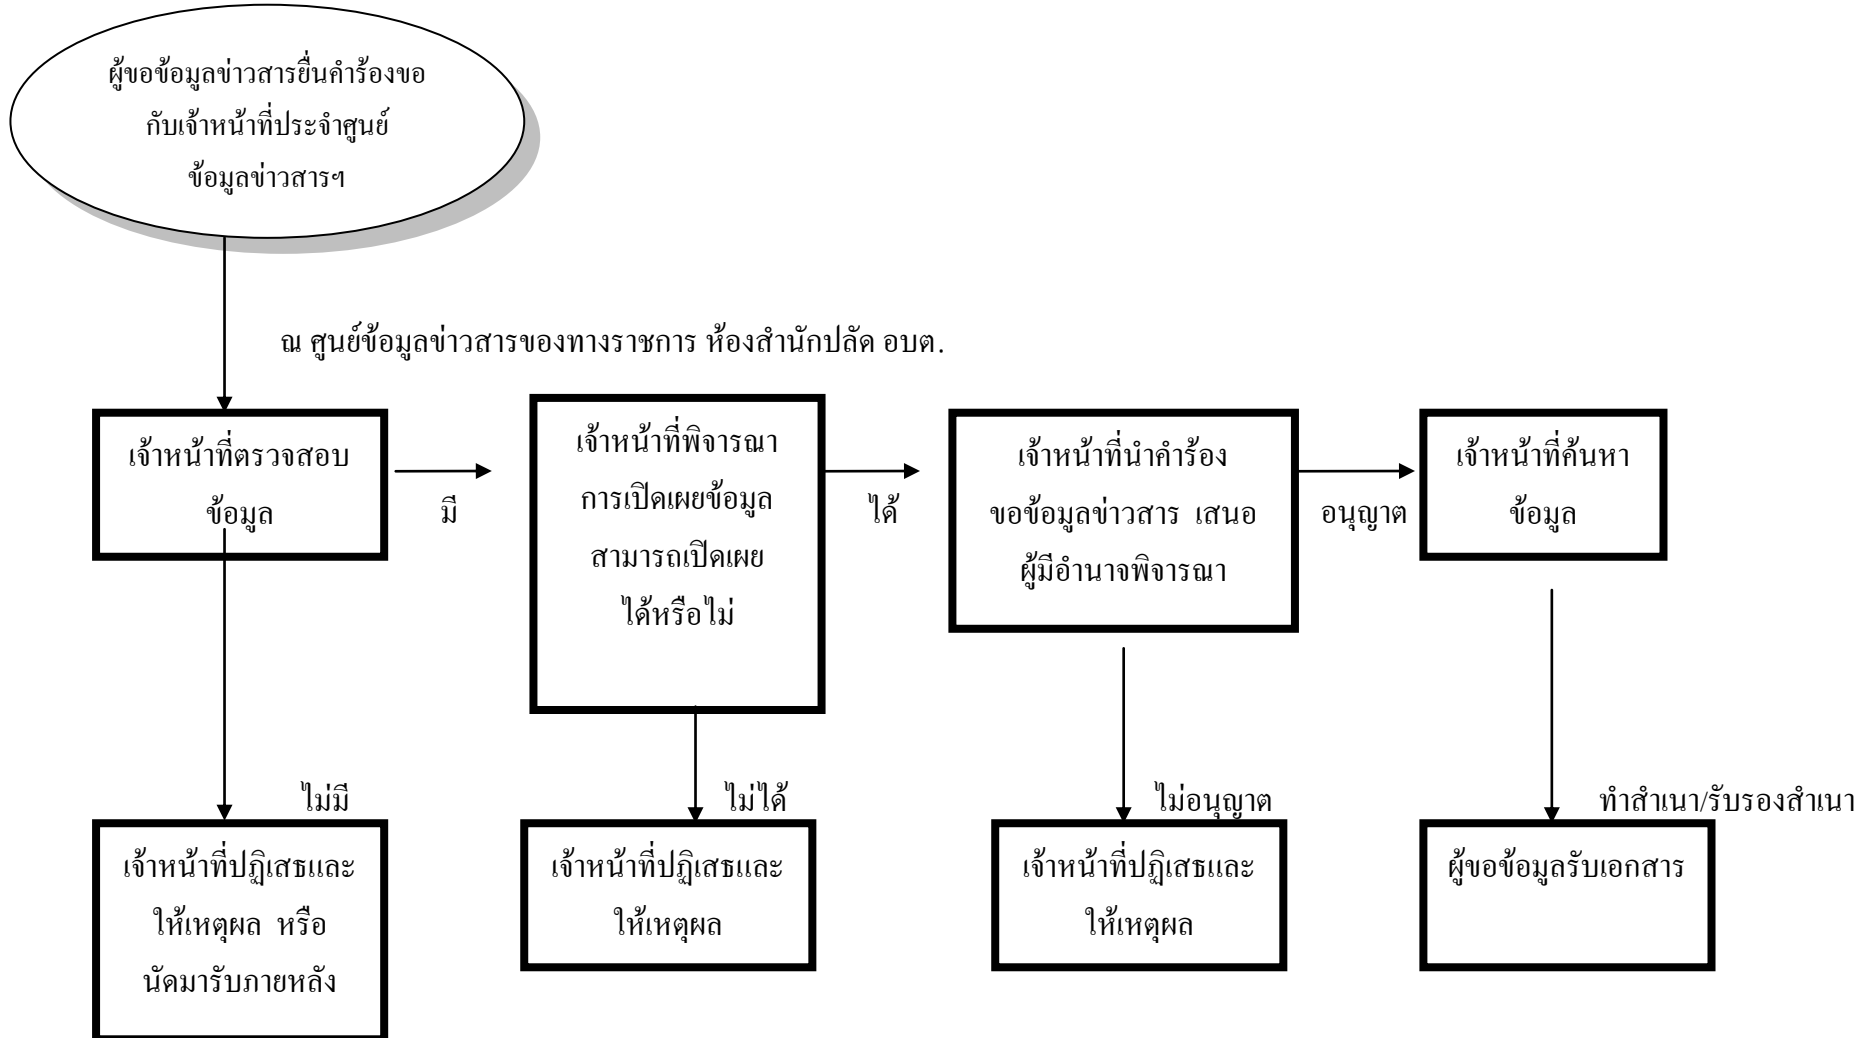 ผู้ขอข้อมูลข่าวสารยื่นคำร้องขอ
กับเจ้าหน้าที่ประจำศูนย์
ข้อมูลข่าวสารฯ
ณ ศูนย์ข้อมูลข่าวสารของทางราชการ ห้องสำนักปลัด อบต.
เจ้าหน้าที่ตรวจสอบ
ข้อมูล
มี
เจ้าหน้าที่พิจารณา
การเปิดเผยข้อมูล
สามารถเปิดเผย
ได้หรือไม่
ได้
เจ้าหน้าที่นำคำร้อง
ขอข้อมูลข่าวสาร เสนอ
ผู้มีอำนาจพิจารณา
อนุญาต
เจ้าหน้าที่ค้นหา
ข้อมูล
ไม่มี
ไม่ได้
ไม่อนุญาต
ทำสำเนา/รับรองสำเนา
เจ้าหน้าที่ปฏิเสธและ
ให้เหตุผล หรือ
นัดมารับภายหลัง
เจ้าหน้าที่ปฏิเสธและ
ให้เหตุผล
เจ้าหน้าที่ปฏิเสธและ
ให้เหตุผล
ผู้ขอข้อมูลรับเอกสาร